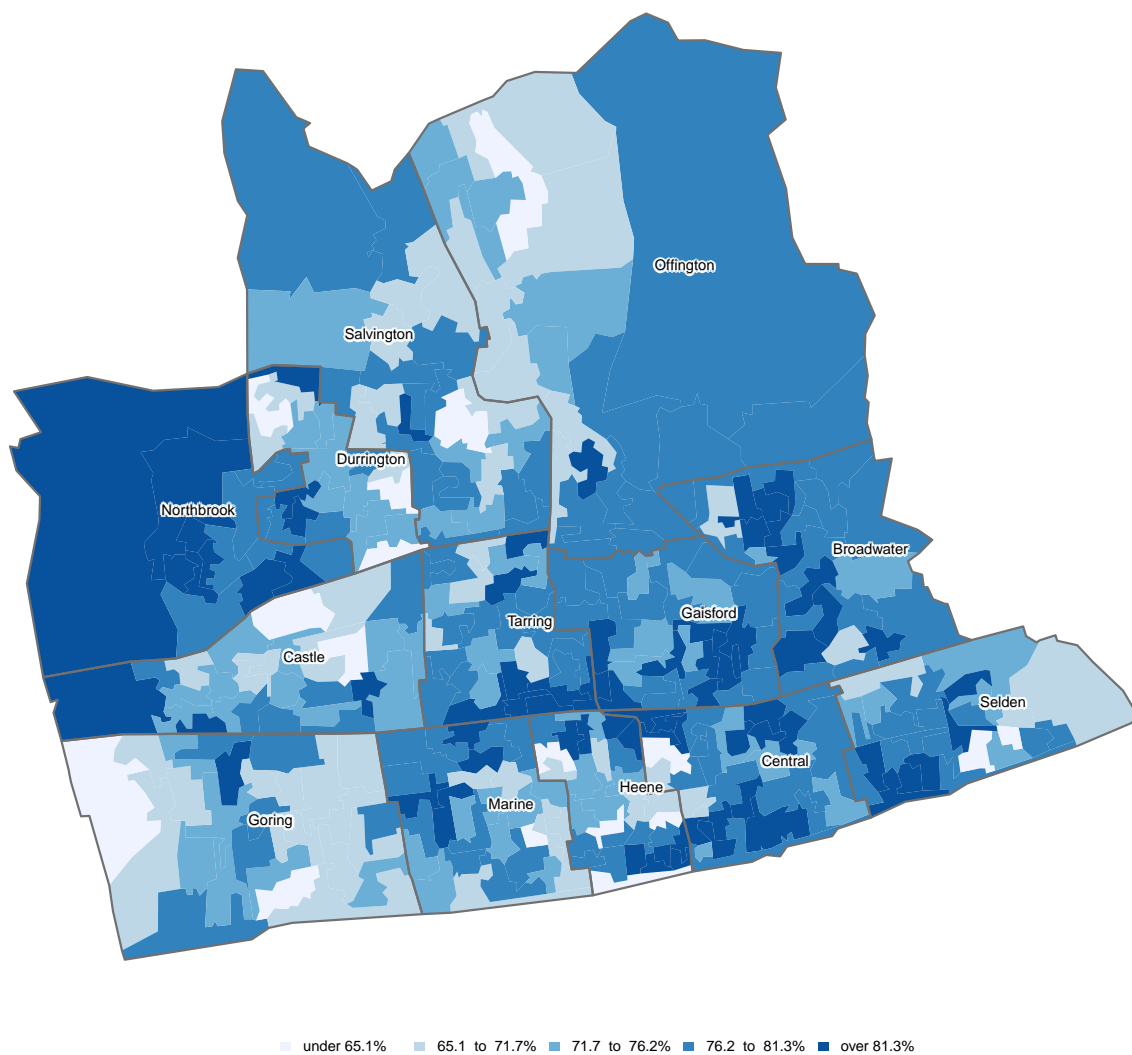 Offington
Salvington
Durrington
Northbrook
Broadwater
Gaisford
Tarring
Castle
Selden
Central
Heene
Marine
Goring
under 65.1% 65.1 to 71.7% 71.7 to 76.2% 76.2 to 81.3% over 81.3%